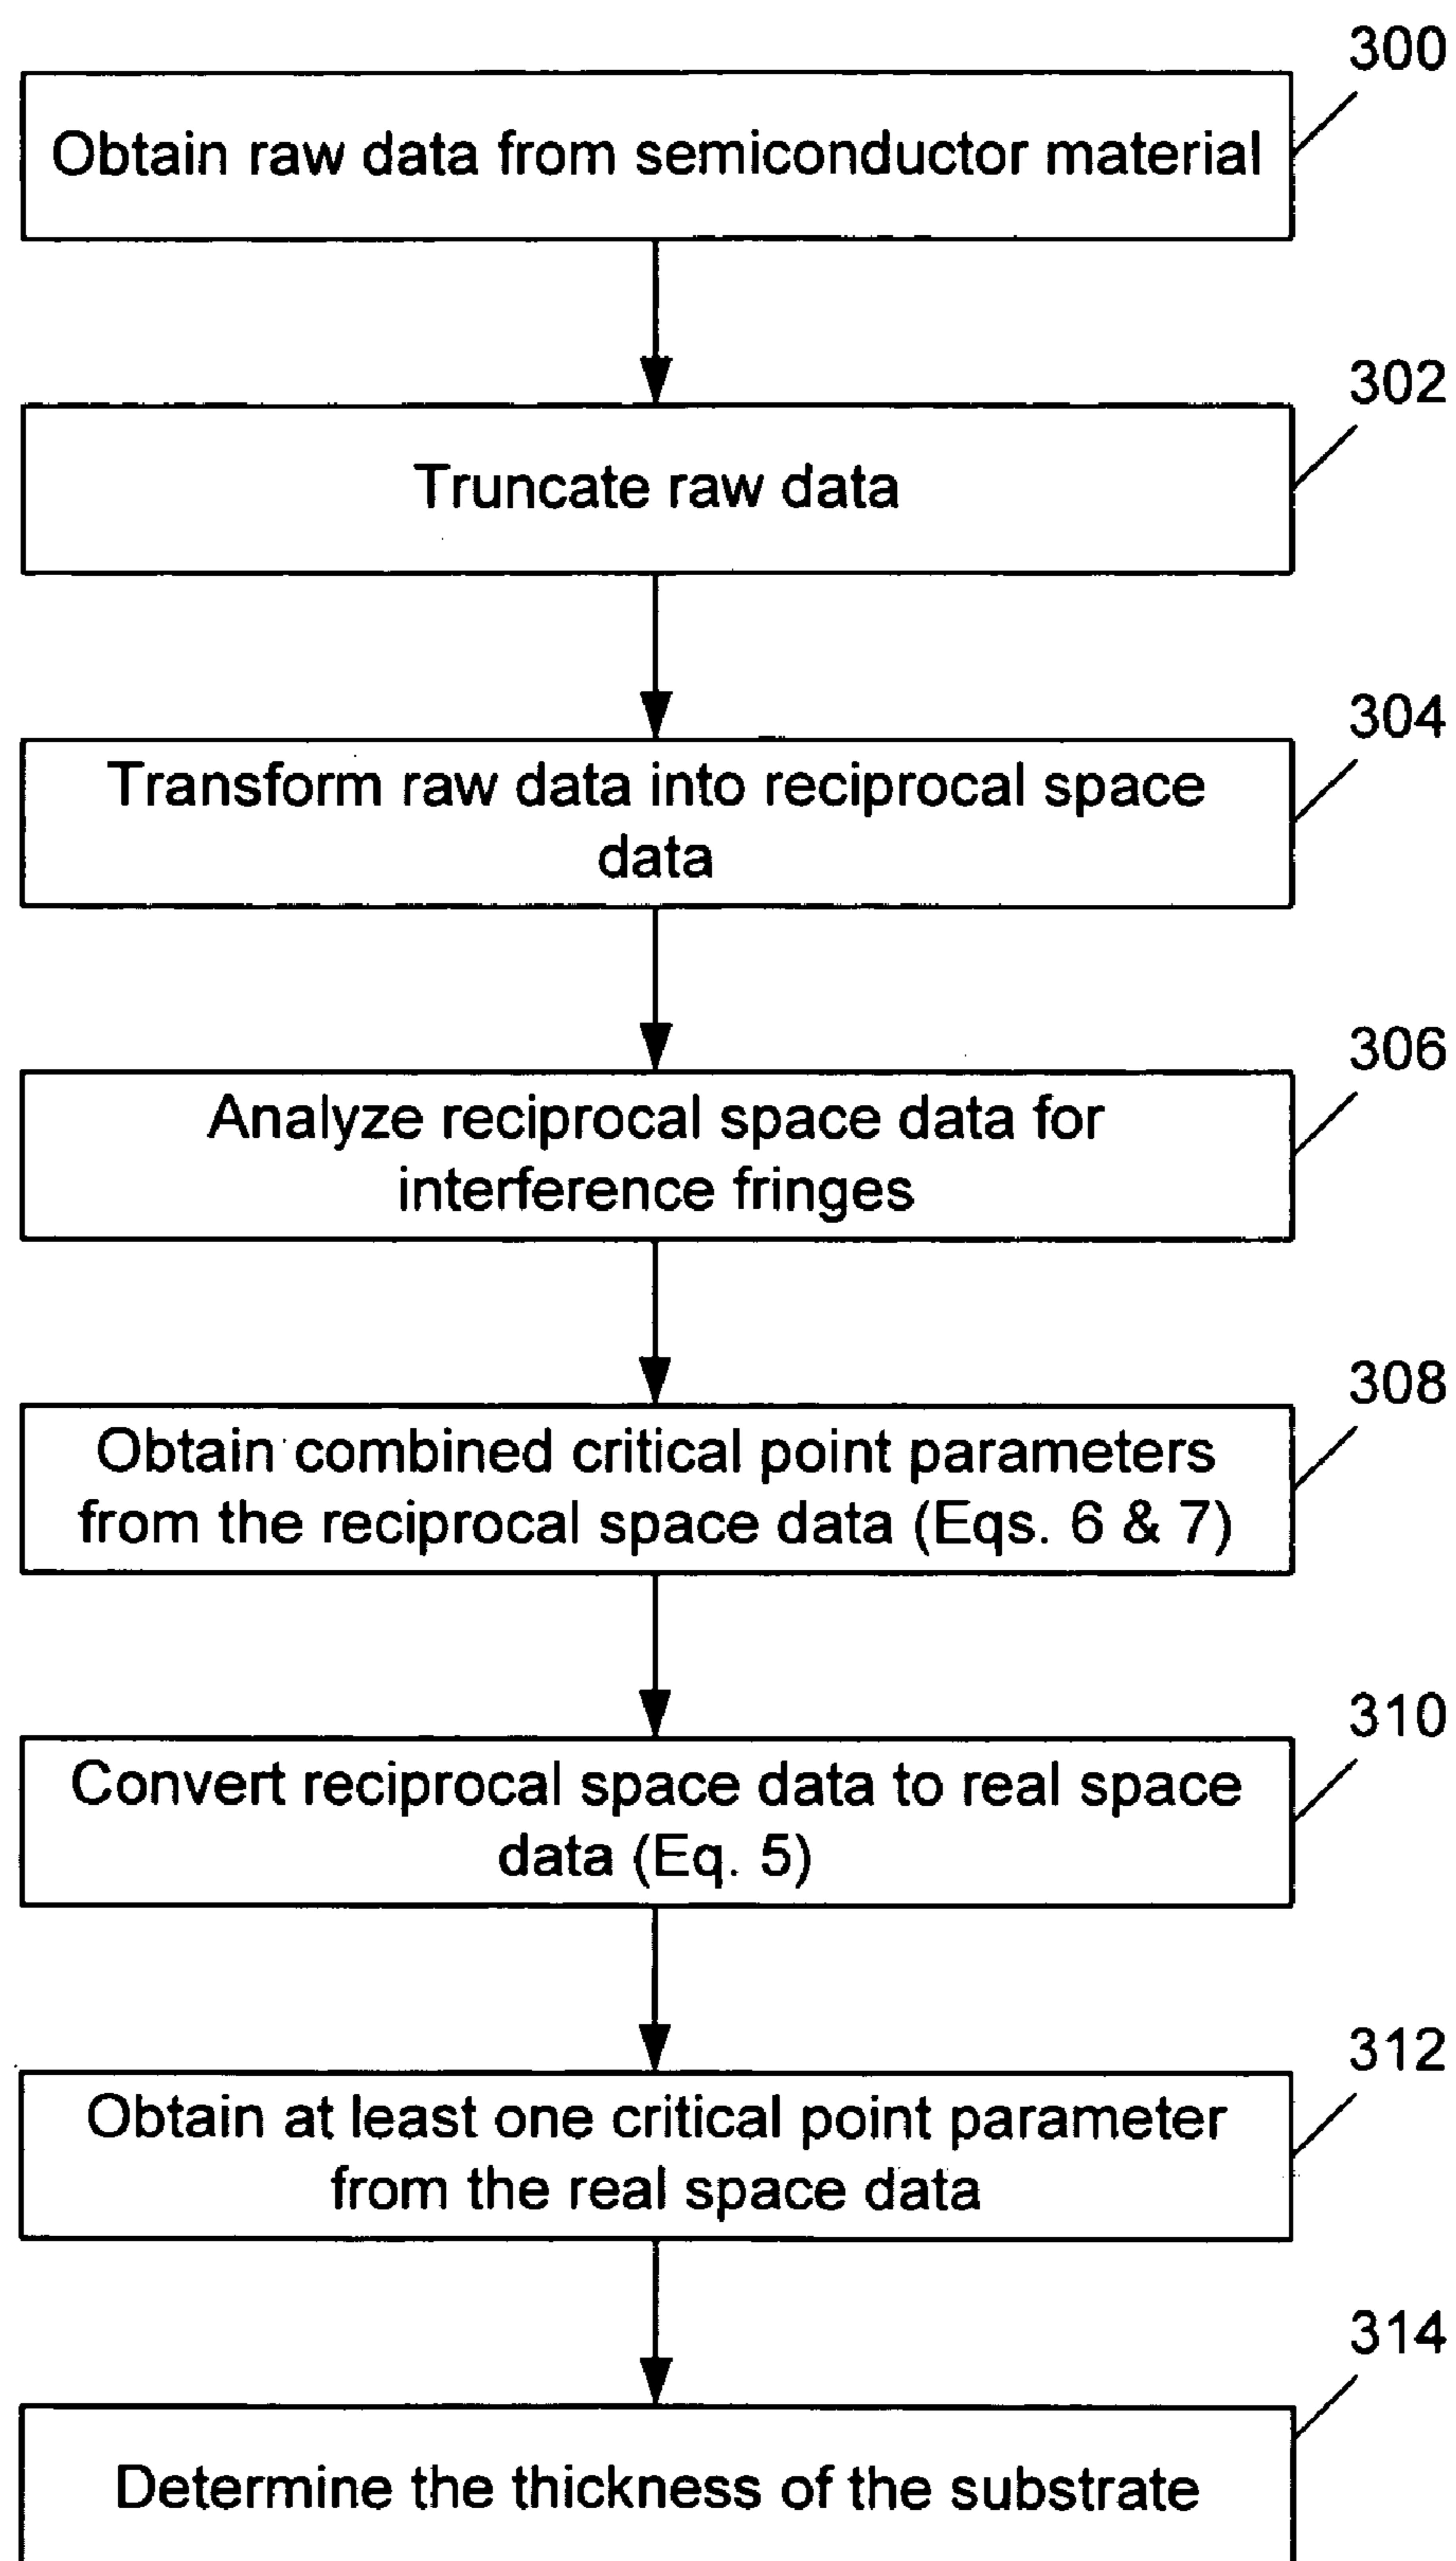 300
Obtain raw data from semiconductor material
302
Truncate raw data
304
Transform raw data into reciprocal space
data
306
Analyze reciprocal space data for
interference fringes
308
Obtain combined critical point parameters
from the reciprocal space data (Eqs. 6 & 7)
310
Convert reciprocal space data to real space
data (Eq. 5)
312
Obtain at least one critical point parameter
from the real space data
314
Determine the thickness of the substrate